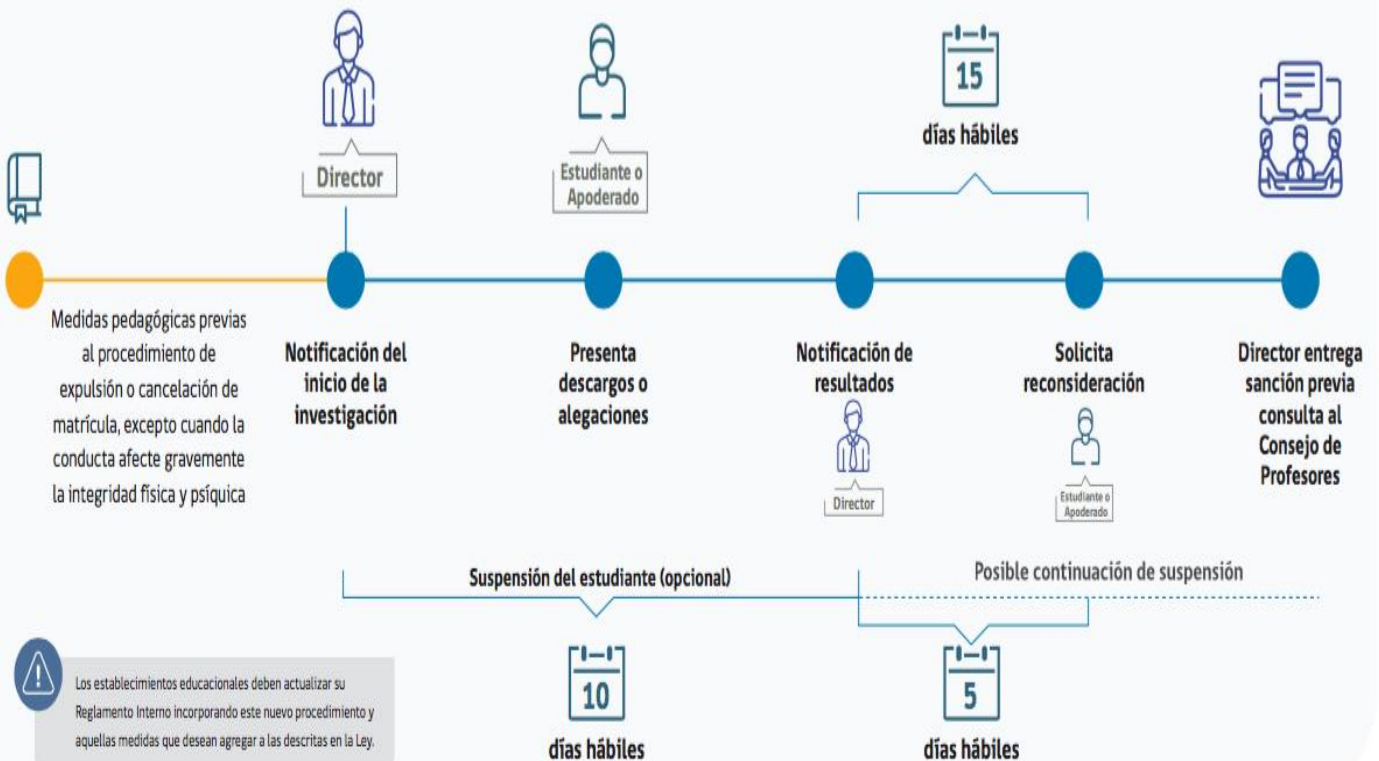 15
días hábiles
Director
Estudiante o
Apoderado
Medidas pedagógicas previas
al procedimiento de
expulsión o cancelación de
matrícula, excepto cuando la
conducta afecte gravemente
la integridad física y psíquica
Notificación del
inicio de la
investigación
Presenta
descargos o
alegaciones
Notificación de
resultados
Director
Solicita
reconsideración
Estudiante o
Apoderado
Director entrega
sanción previa
consulta al
Consejo de
Profesores
Suspensión del estudiante (opcional)
Posible continuación de suspensión
10
días hábiles
5
días hábiles
Los establecimientos educacionales deben actualizar su
Reglamento Interno incorporando este nuevo procedimiento y
aquellas medidas que desean agregar a las descritas en la Ley.